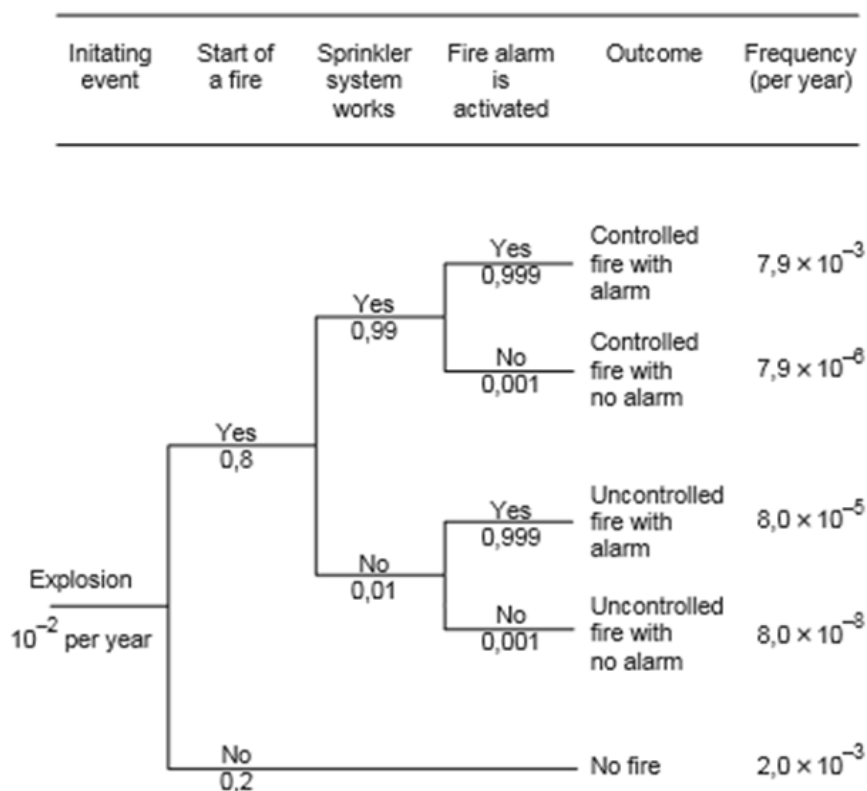 Initating
event
Start of
a fire
Sprinkler
system
works
Fire alarm
is
activated
Outcome
Frequency
(per year)
Yes
0,999
Controlled
fire with
alarm
7,9 × 10⁻³
Yes
0,99
No
0,001
Controlled
fire with
no alarm
7,9 × 10⁻⁶
Yes
0,8
Yes
0,999
Uncontrolled
fire with
alarm
8,0 × 10⁻⁵
No
0,01
Explosion
10⁻² per year
No
0,001
Uncontrolled
fire with
no alarm
8,0 × 10⁻⁸
No
0,2
No fire
2,0 × 10⁻³